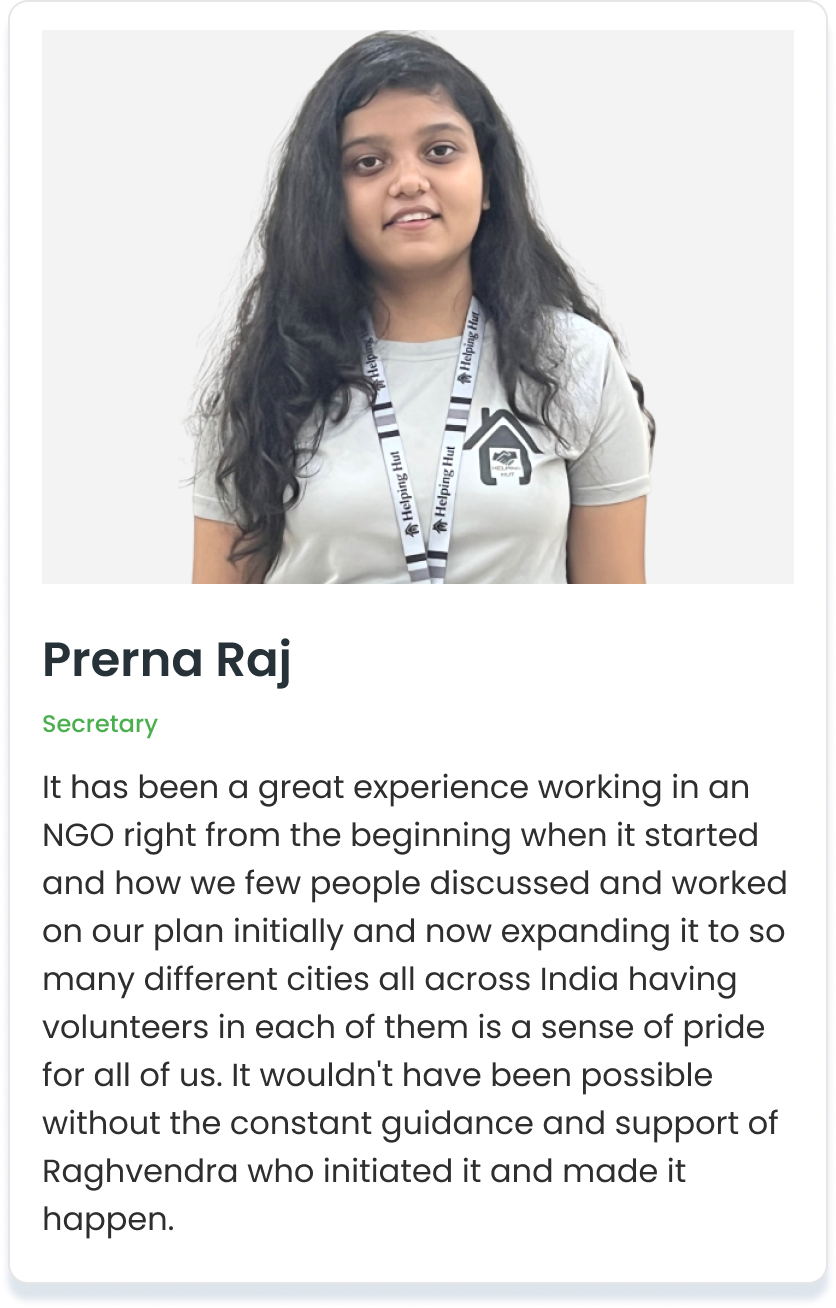 Helping Hut
Helping Hut
Helping Hut
Helping Hut
HELPING
HUT
Prerna Raj
Secretary
It has been a great experience working in an
NGO right from the beginning when it started
and how we few people discussed and worked
on our plan initially and now expanding it to so
many different cities all across India having
volunteers in each of them is a sense of pride
for all of us. It wouldn't have been possible
without the constant guidance and support of
Raghvendra who initiated it and made it
happen.